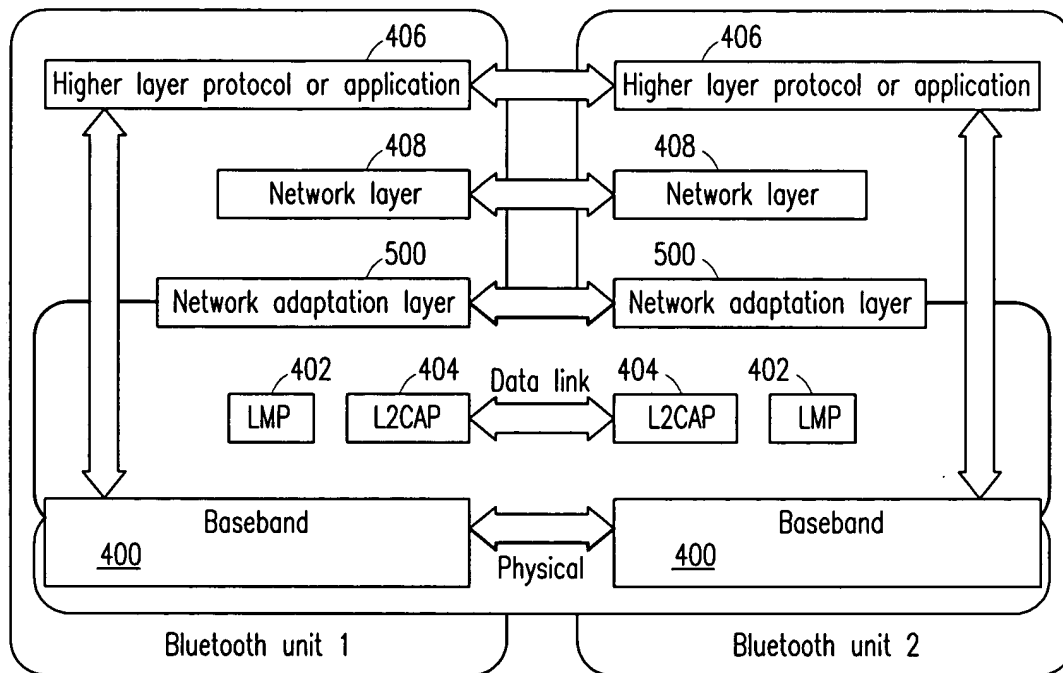 406
406
Higher layer protocol or application
Higher layer protocol or application
408
408
Network layer
Network layer
500
500
Network adaptation layer
Network adaptation layer
402
404
Data link
404
402
LMP
L2CAP
L2CAP
LMP
Baseband
Baseband
400
Physical
400
Bluetooth unit 1
Bluetooth unit 2